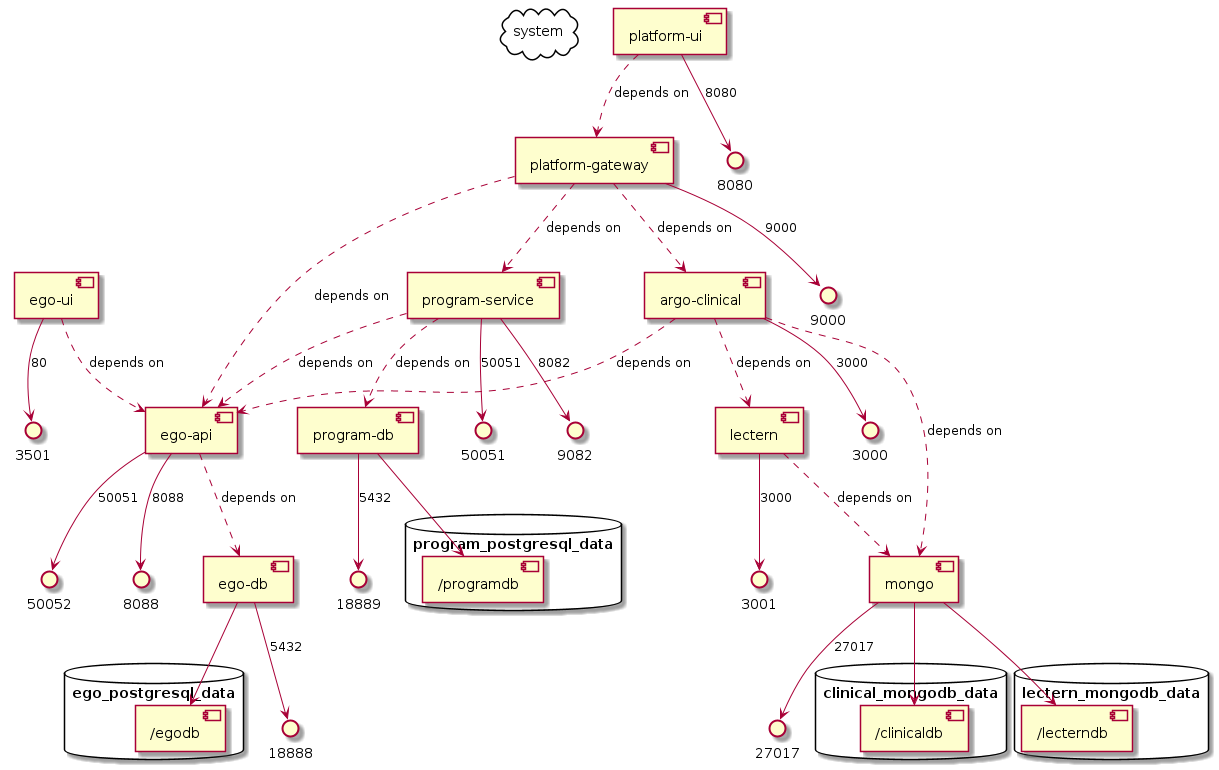 system
platform-ui
depends on
8080
platform-gateway
8080
depends on
depends on
9000
ego-ui
depends on
program-service
argo-clinical
9000
80
depends on
depends on
depends on
50051
8082
depends on
depends on
3000
3501
ego-api
program-db
50051
9082
lectern
3000
depends on
50051
8088
depends on
5432
3000
depends on
50052
8088
ego-db
18889
program_postgresql_data
/programdb
3001
mongo
5432
27017
ego_postgresql_data
/egodb
18888
27017
clinical_mongodb_data
/clinicaldb
lectern_mongodb_data
/lecterndb